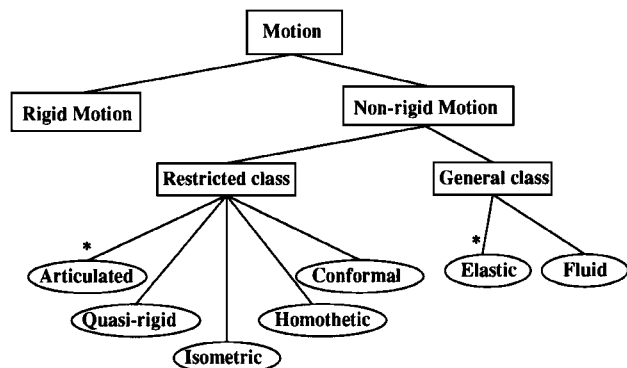 Motion
Rigid Motion
Non-rigid Motion
Restricted class
General class
*
*
Articulated
Conformal
Elastic
Fluid
Quasi-rigid
Homothetic
Isometric